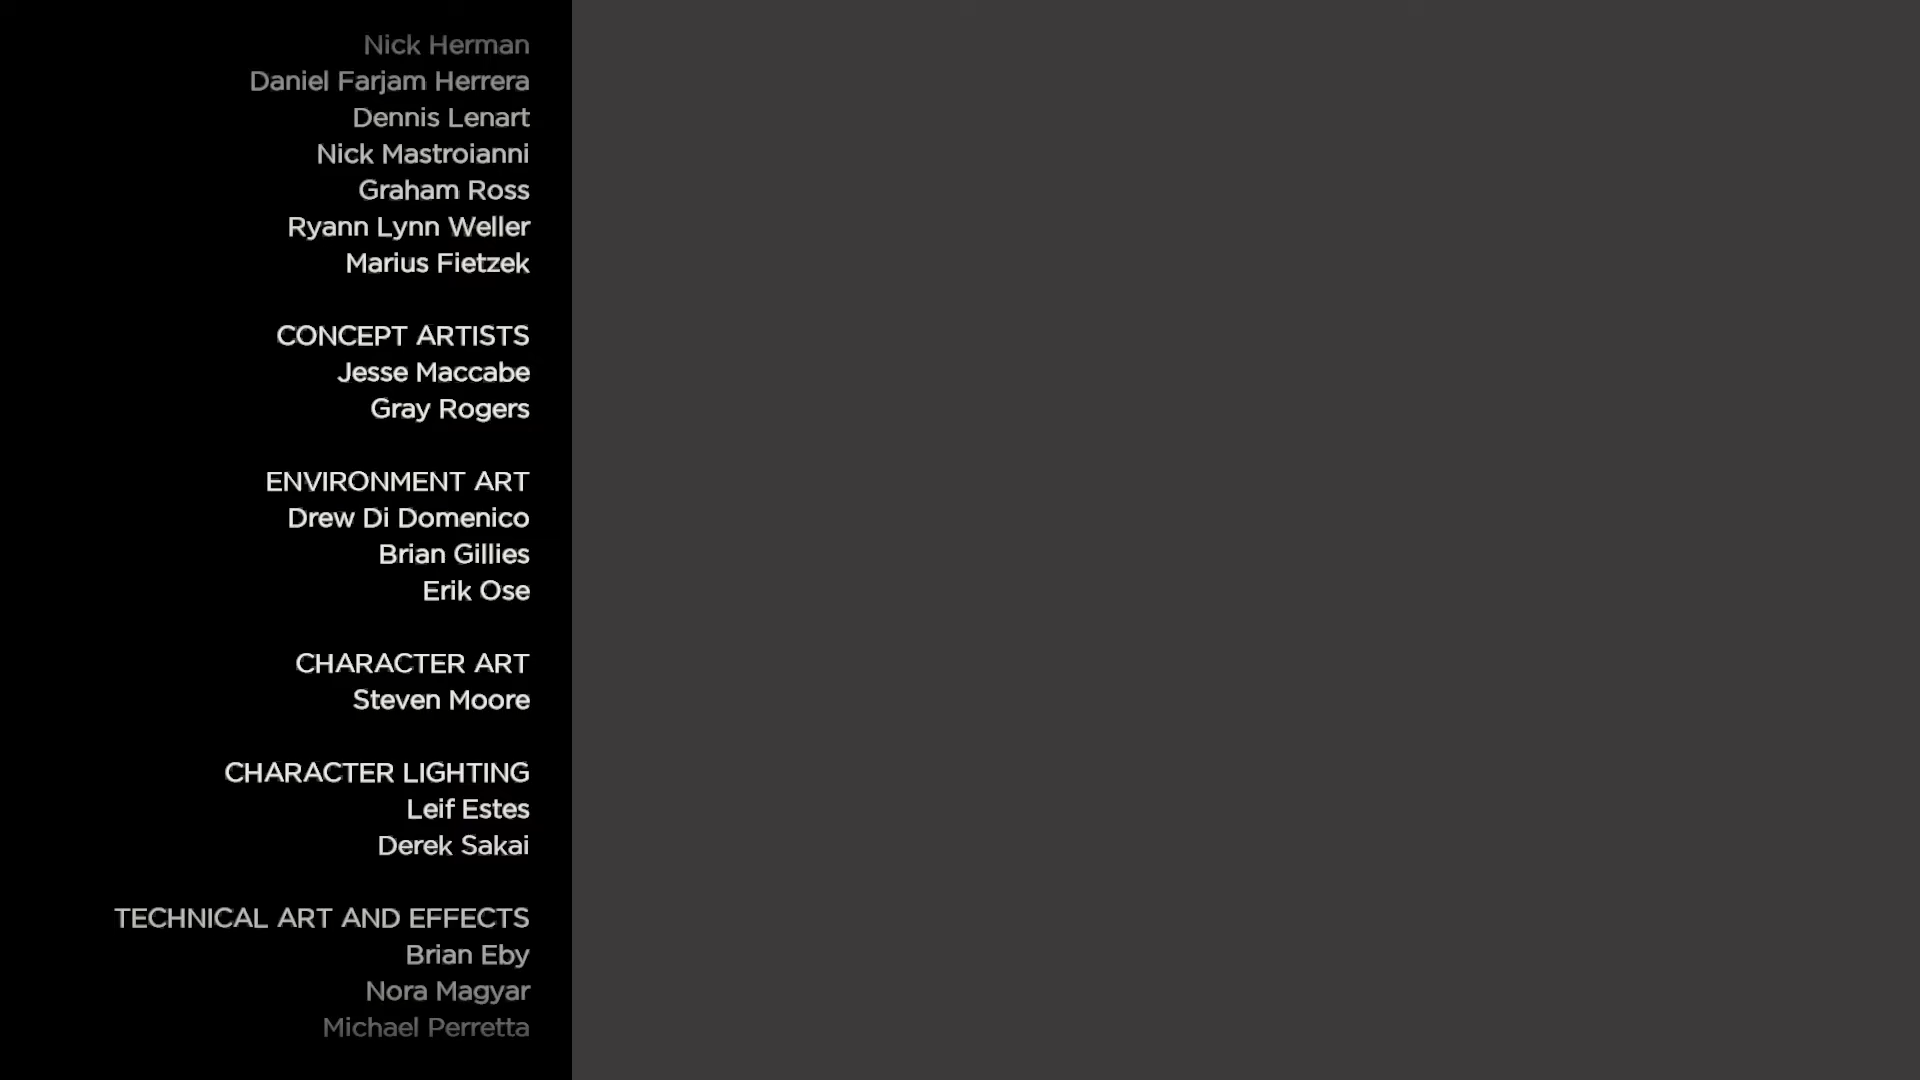 Nick Herman
Daniel Farjam Herrera
Dennis Lenart
Nick Mastroianni
Graham Ross
Ryann Lynn Weller
Marius Fietzek
CONCEPT ARTISTS
Jesse Maccabe
Gray Rogers
ENVIRONMENT ART
Drew Di Domenico
Brian Gillies
Erik Ose
CHARACTER ART
Steven Moore
CHARACTER LIGHTING
Leif Estes
Derek Sakai
TECHNICAL ART AND EFFECTS
Brian Eby
Nora Magyar
Michael Perretta